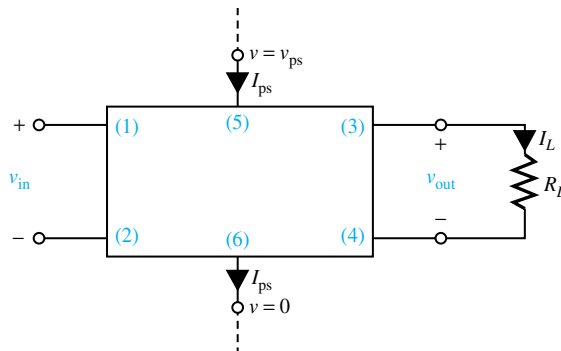 v = v_ps
I_ps
+ (1) (5) (3) + I_L
v_in v_out R_L
− (2) (6) (4) −
I_ps
v = 0